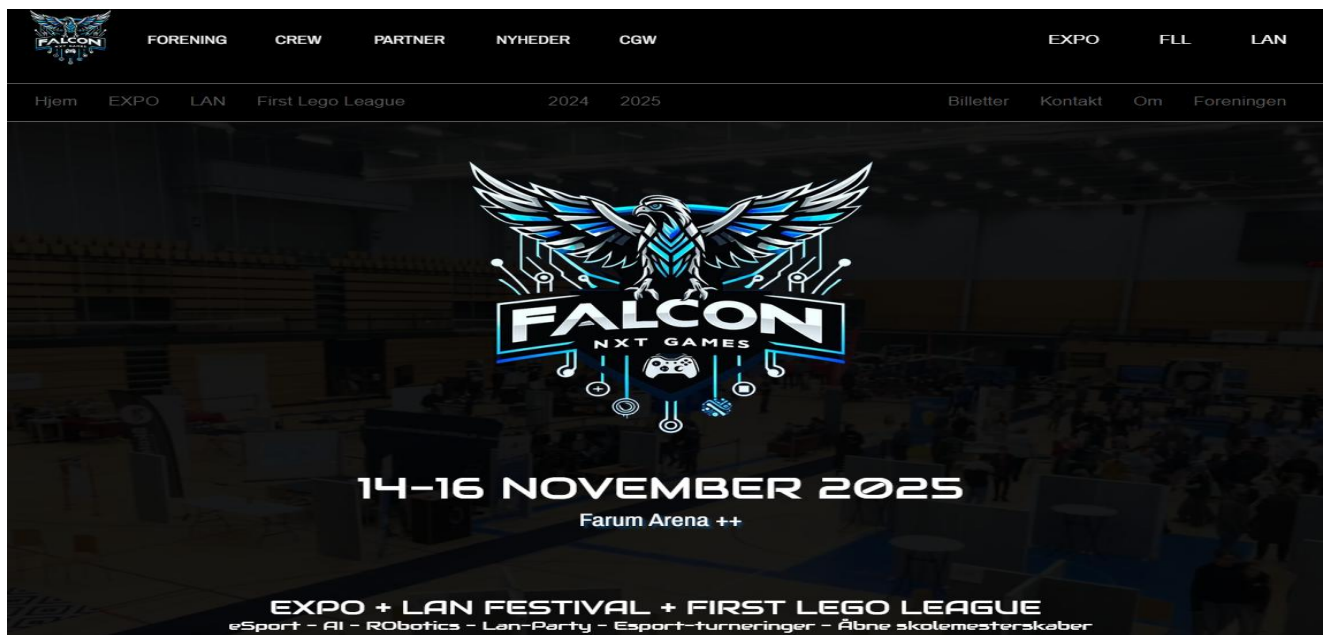 FALCON
FORENING CREW PARTNER NYHEDER CGW EXPO FLL LAN
Hjem EXPO LAN First Lego League 2024 2025 Billetter Kontakt Om Foreningen
FALCON
NXT GAMES
14-16 NOVEMBER 2025
Farum Arena ++
EXPO + LAN FESTIVAL + FIRST LEGO LEAGUE
eSport - AI - RObotics - Lan-Party - Esport-turneringer - Åbne skolemesterskaber